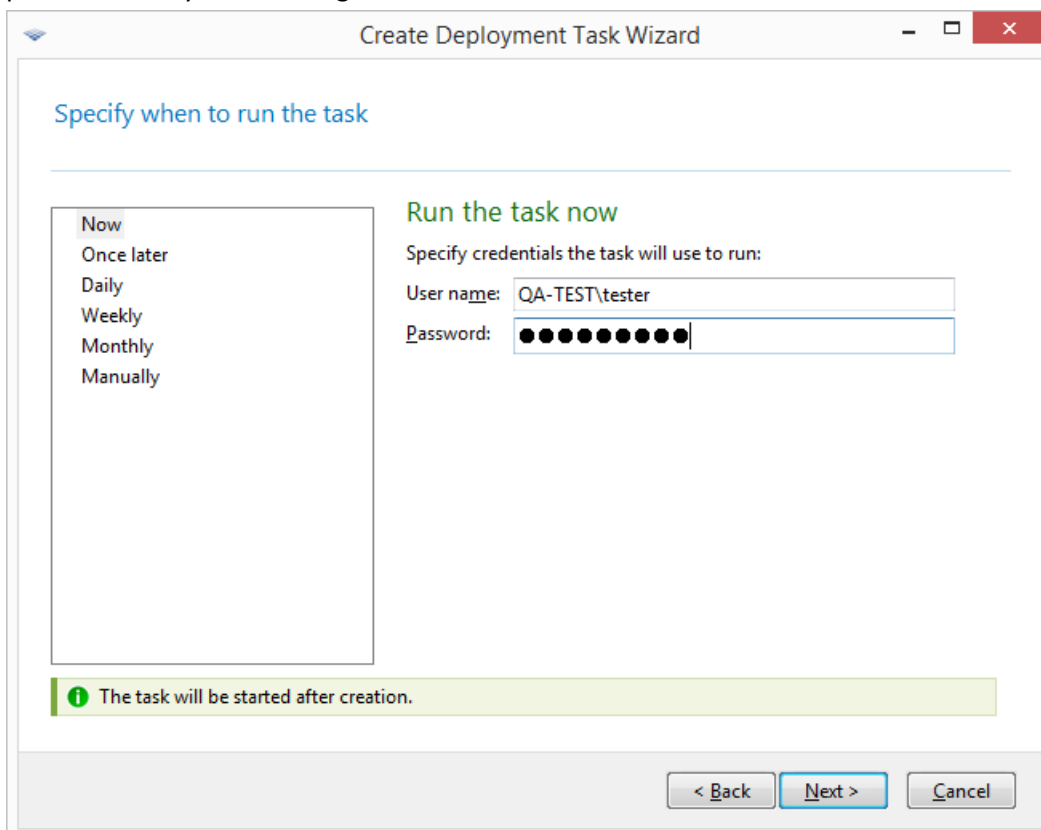 Create Deployment Task Wizard
Specify when to run the task
Now
Once later
Daily
Weekly
Monthly
Manually
Run the task now
Specify credentials the task will use to run:
User name: QA-TEST\tester
Password: ●●●●●●●●●
The task will be started after creation.
< Back Next > Cancel